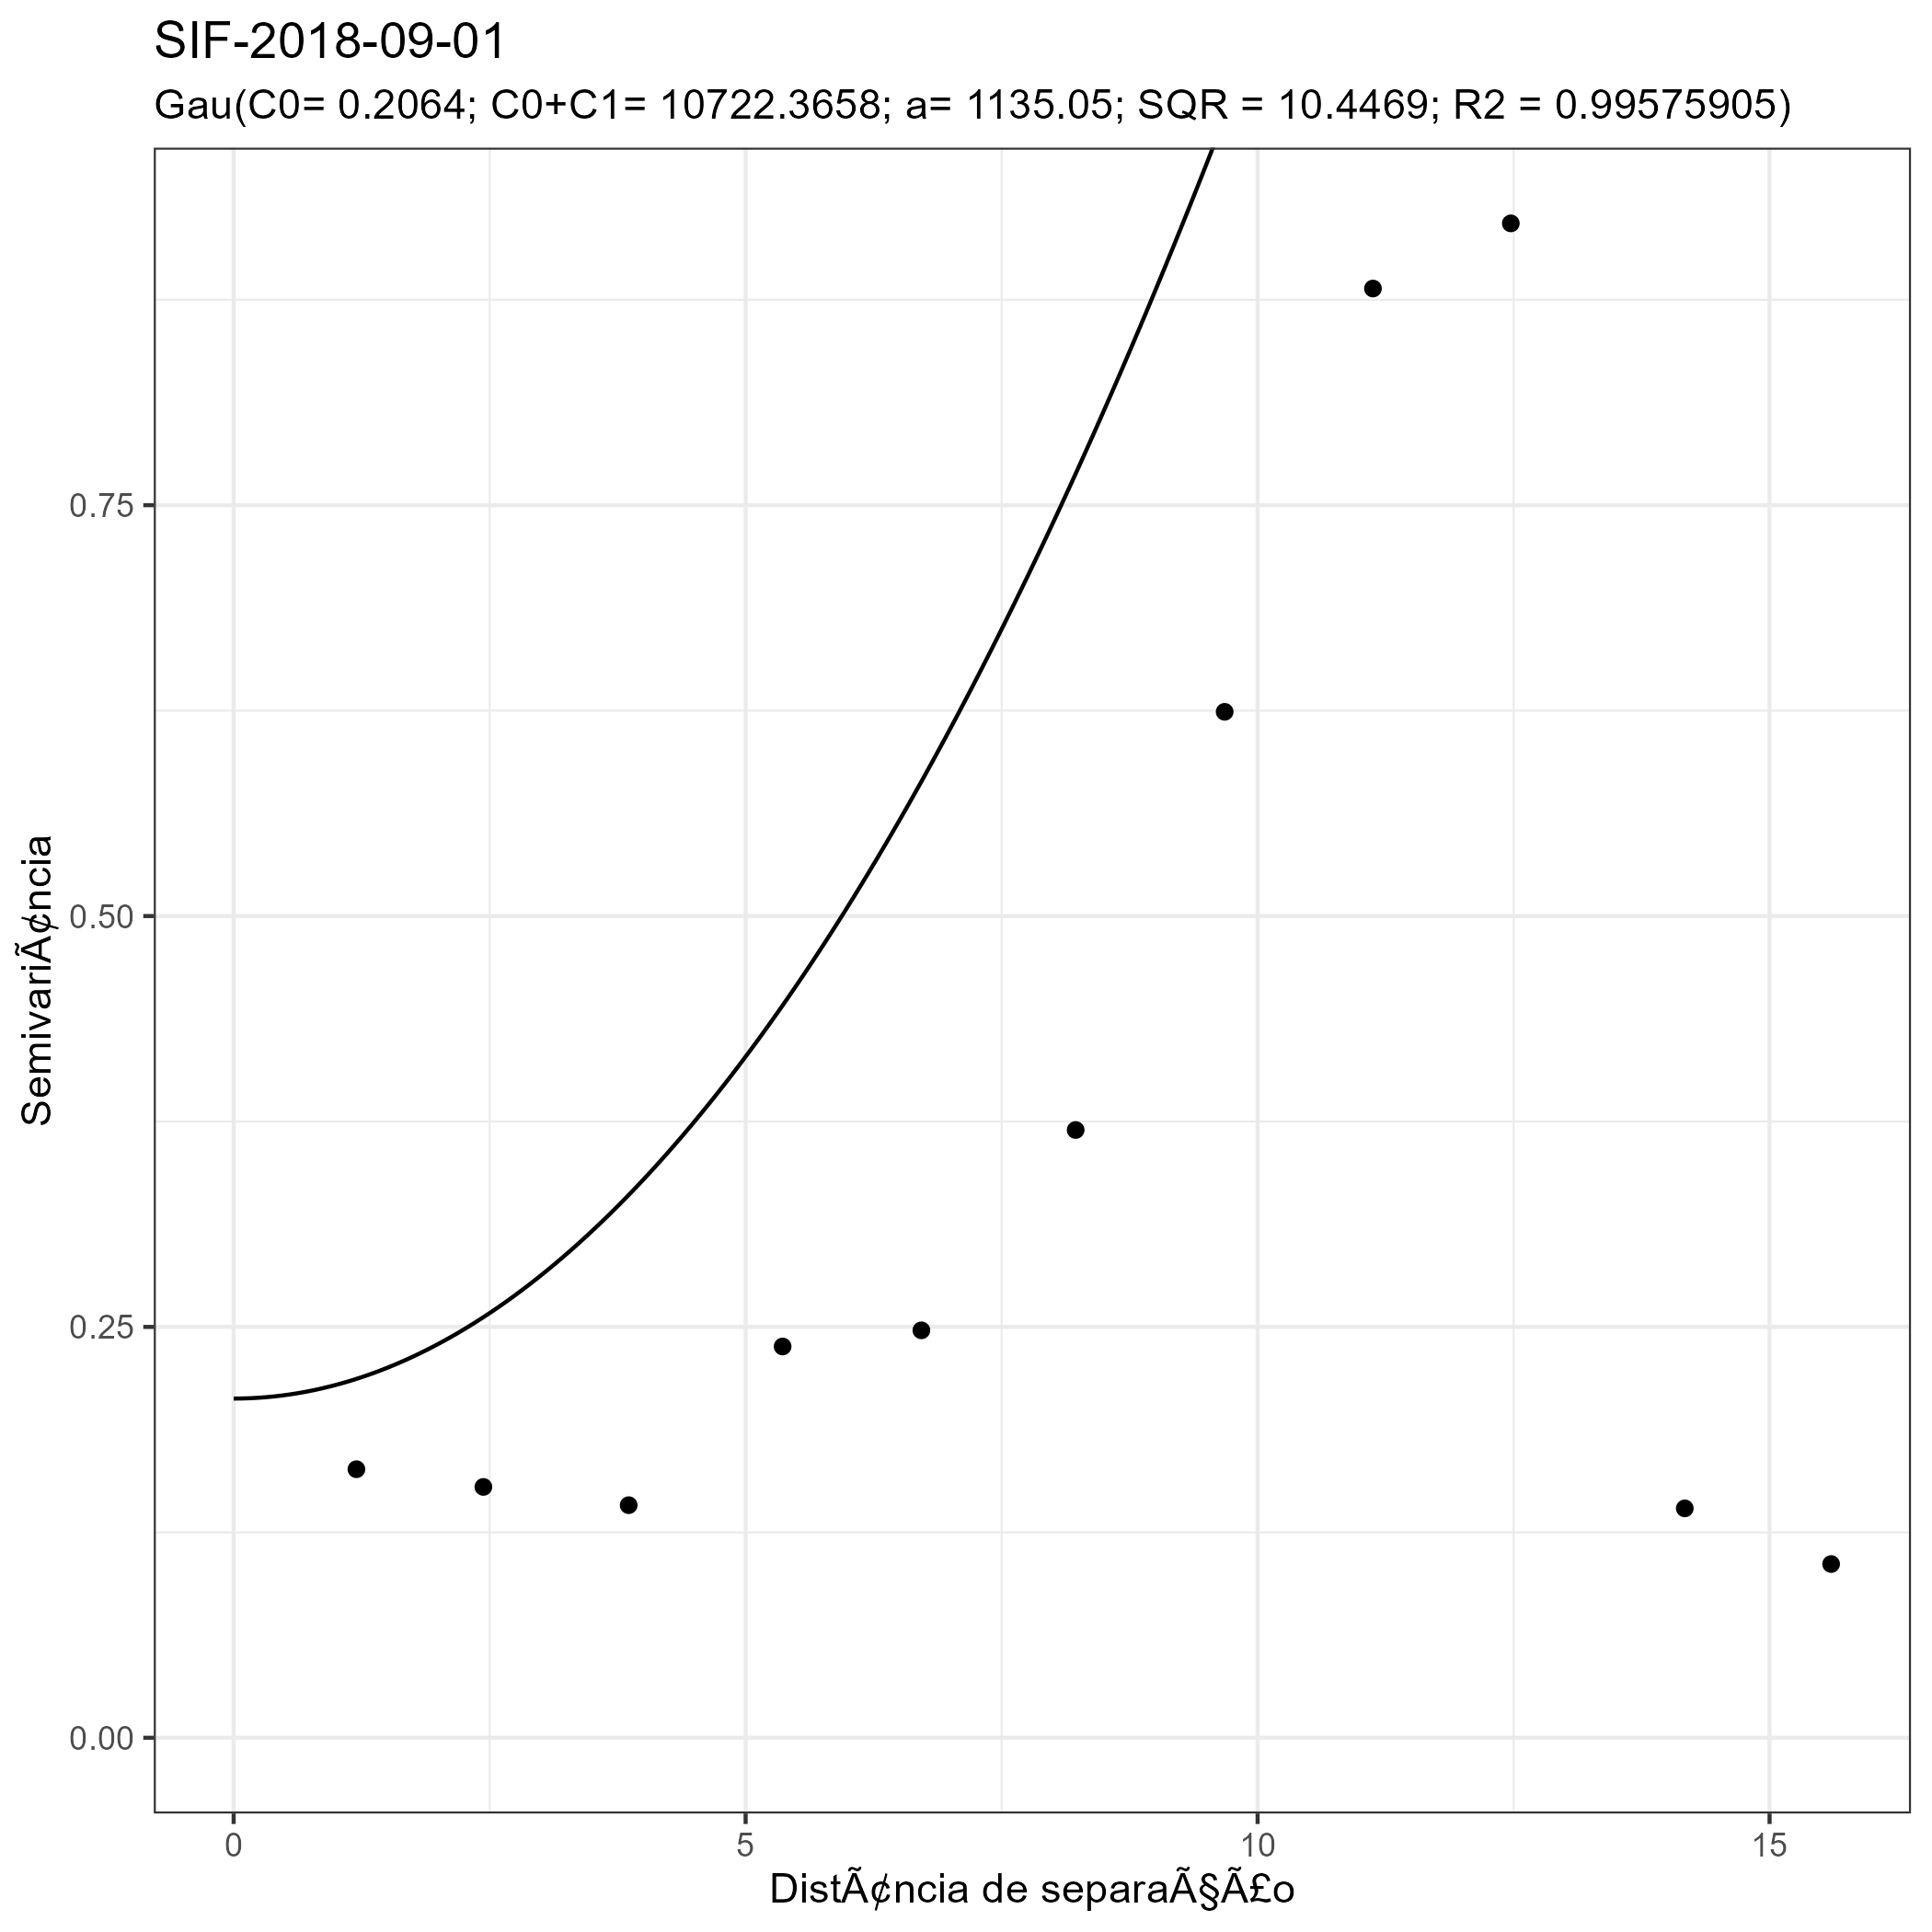 SIF-2018-09-01
Gau(C0= 0.2064; C0+C1= 10722.3658; a= 1135.05; SQR = 10.4469; R2 = 0.99575905)
SemivariÃ¢ncia
0.75
0.50
0.25
0.00
0 5 10 15
DistÃ¢ncia de separaÃ§Ã£o